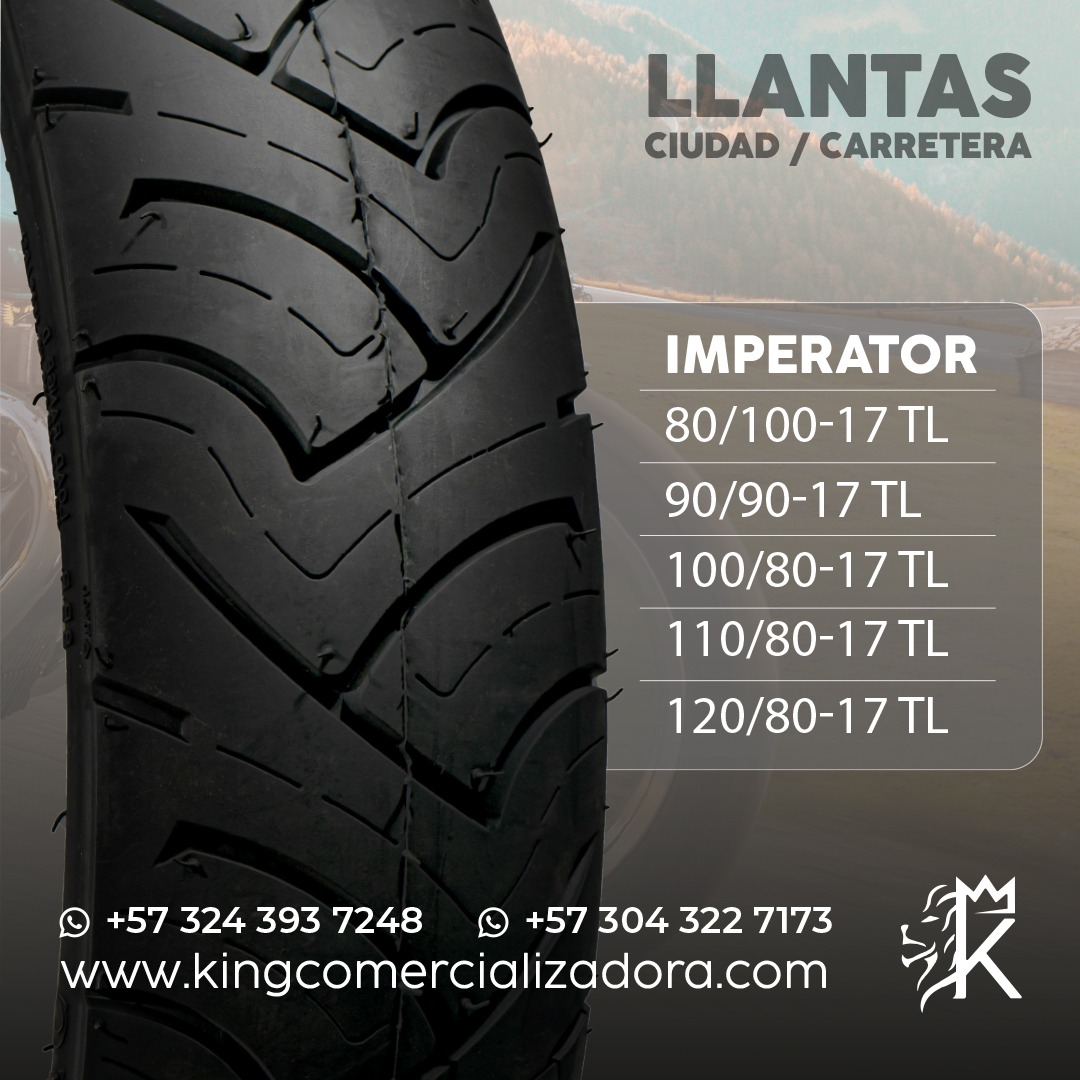 LLANTAS
CIUDAD / CARRETERA
IMPERATOR
80/100-17 TL
90/90-17 TL
100/80-17 TL
110/80-17 TL
120/80-17 TL
+57 324 393 7248
+57 304 322 7173
www.kingcomercializadora.com
K